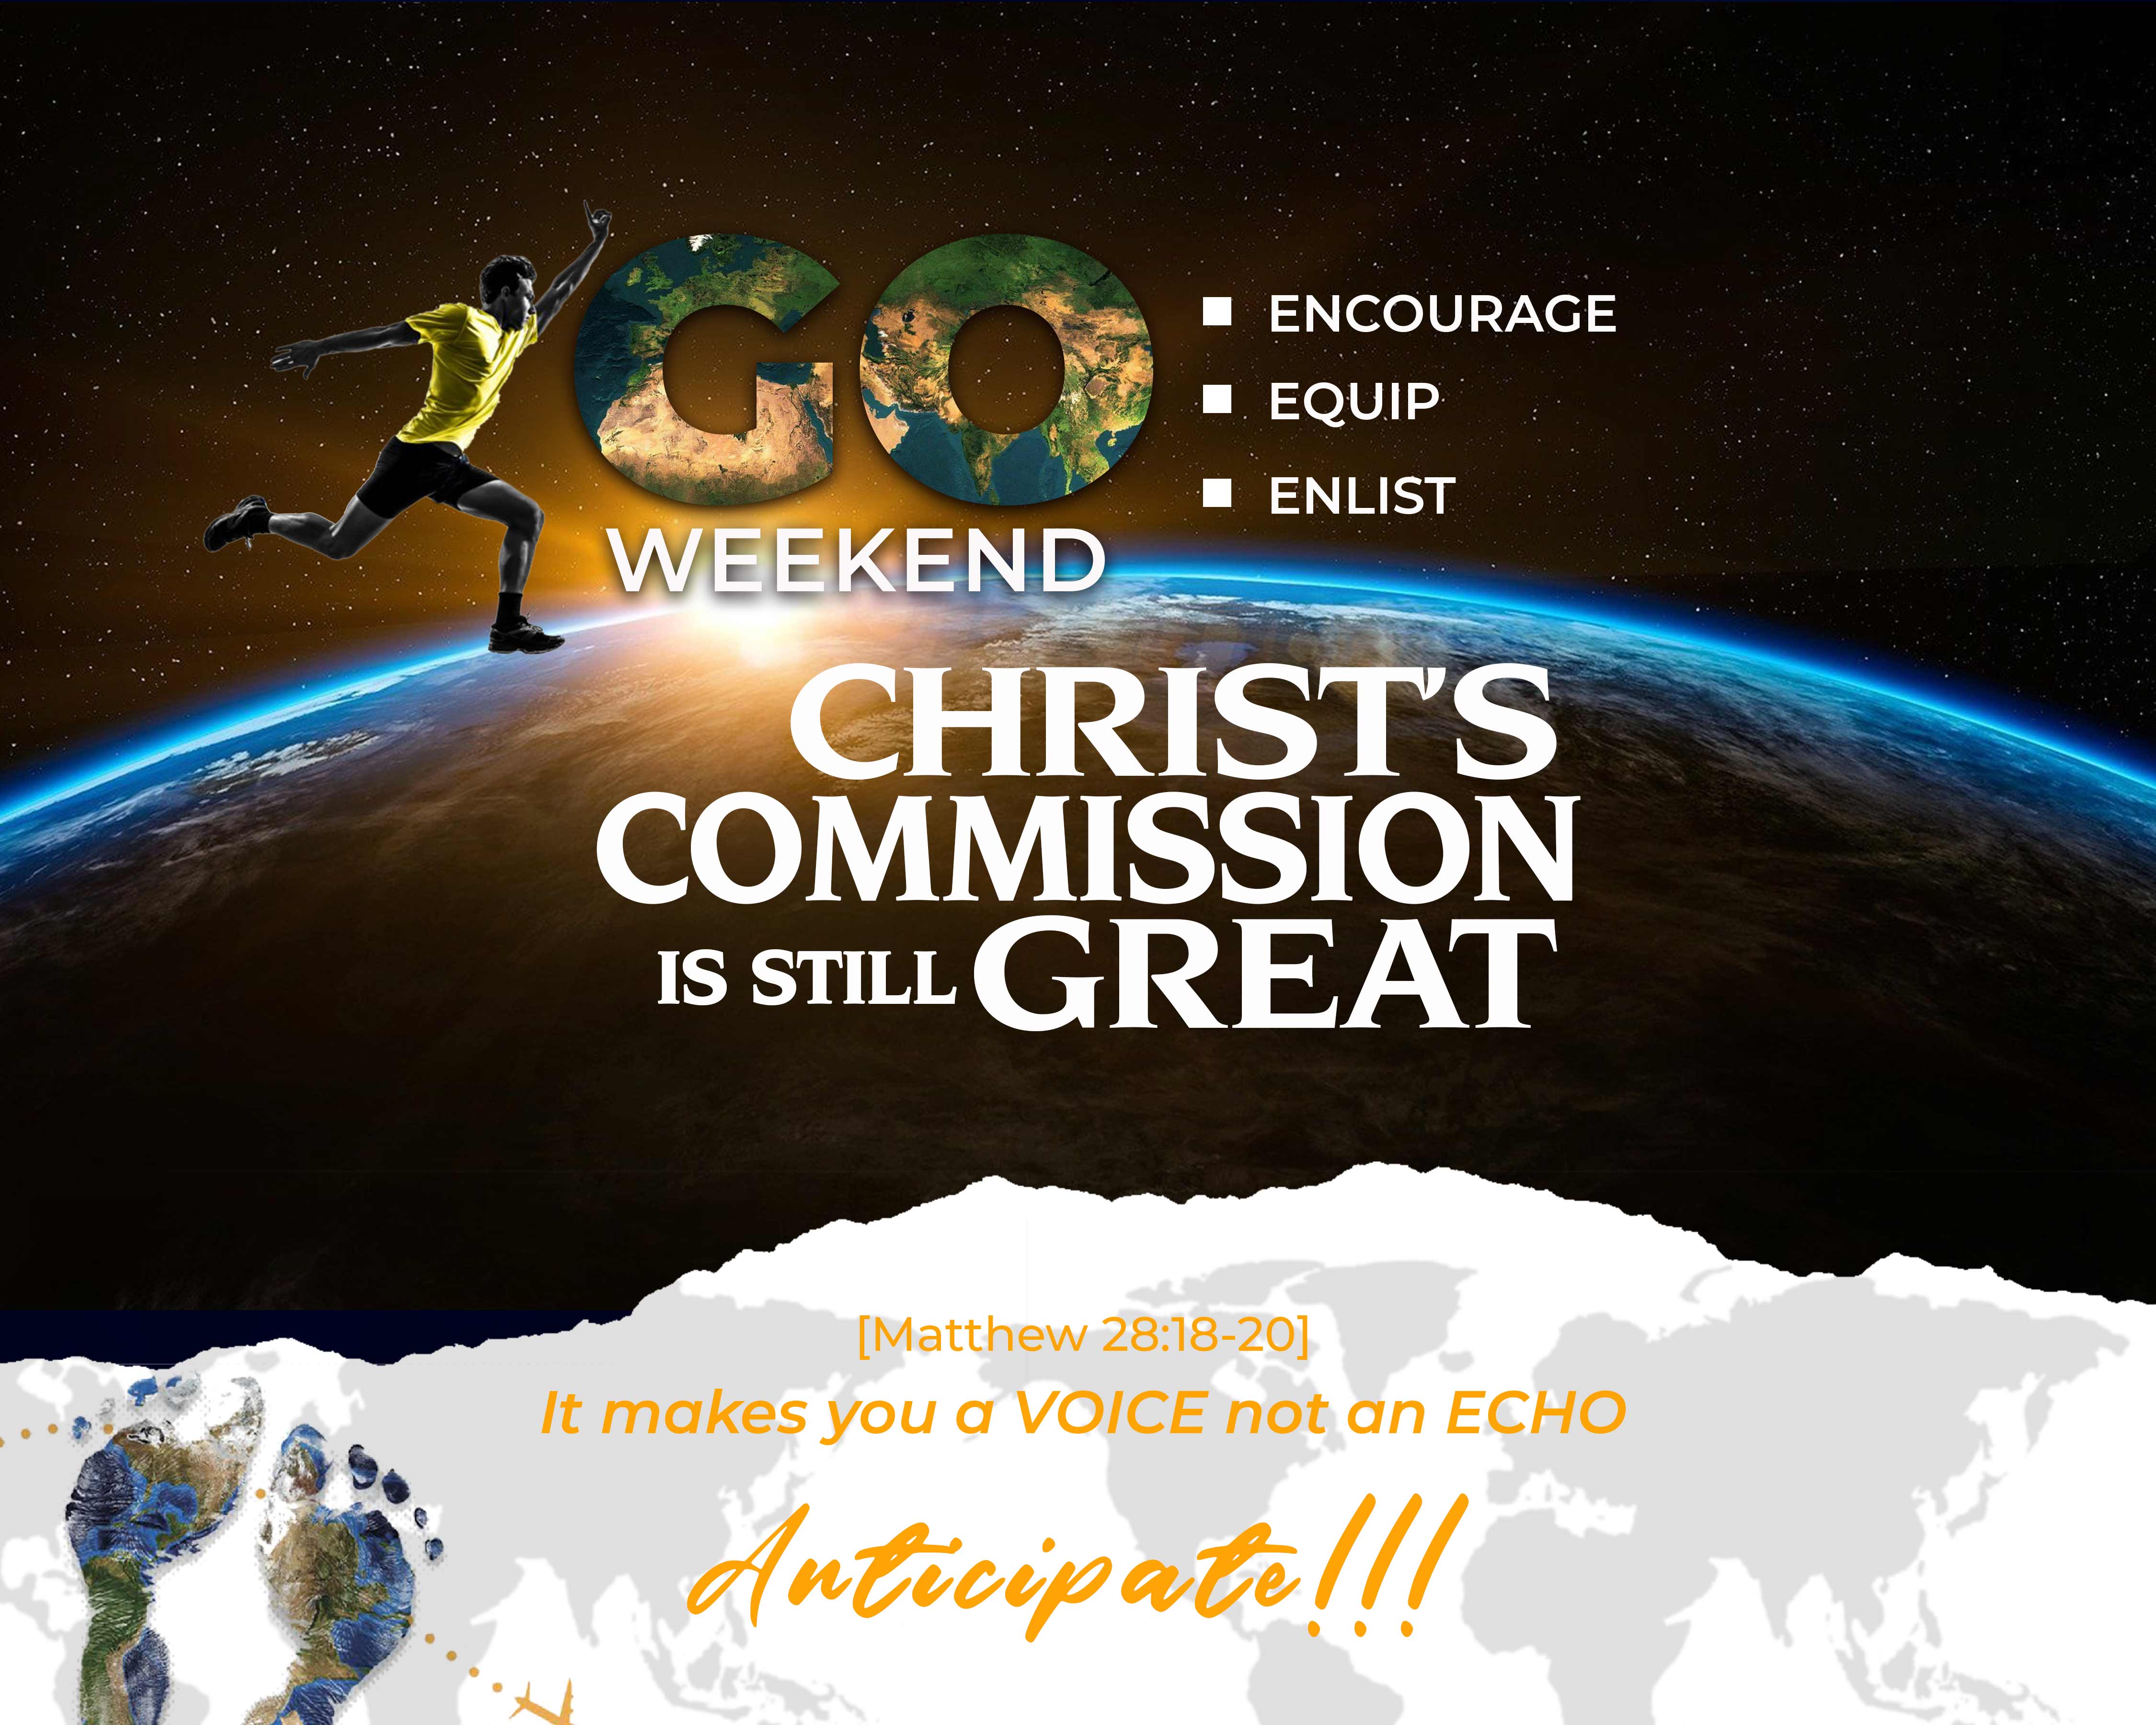 GO
WEEKEND
■ ENCOURAGE
■ EQUIP
■ ENLIST
CHRIST'S
COMMISSION
IS STILL GREAT
[Matthew 28:18-20]
It makes you a VOICE not an ECHO
Anticipate!!!